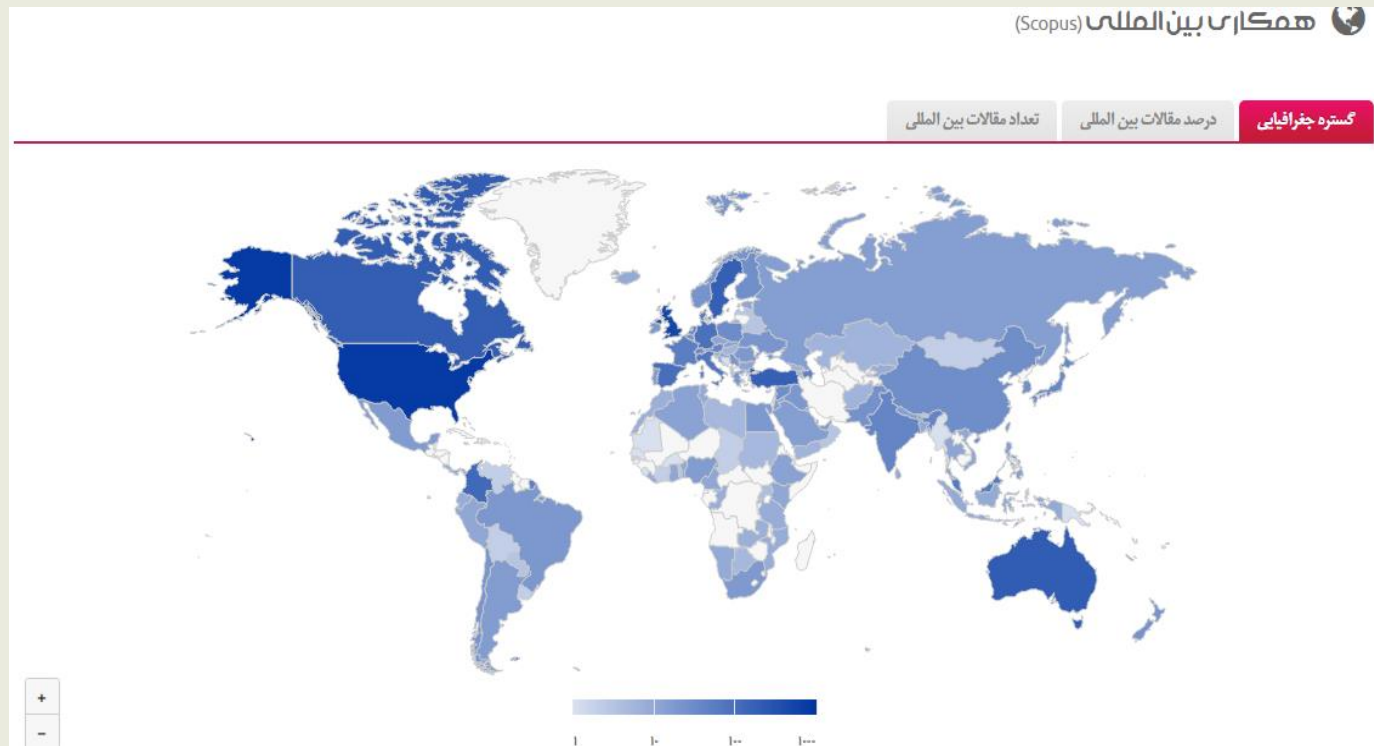 همکاری بین المللی (Scopus)
گستره جغرافیایی
درصد مقالات بین المللی
تعداد مقالات بین المللی
+
-
۱ ۱۰ ۱۰۰ ۱۰۰۰